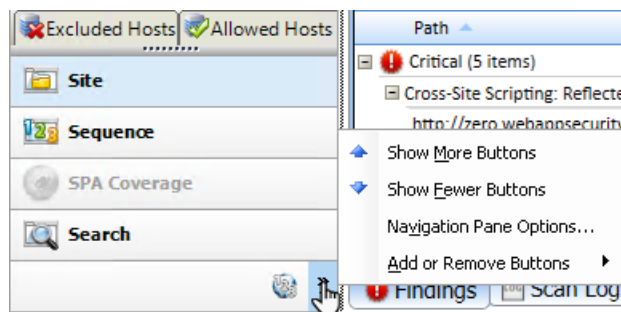 Excluded Hosts Allowed Hosts
Site
Sequence
SPA Coverage
Search
Path
Critical (5 items)
Cross-Site Scripting: Reflecte
http://zero.webappsecurity
Show More Buttons
Show Fewer Buttons
Navigation Pane Options...
Add or Remove Buttons
Findings Scan Log